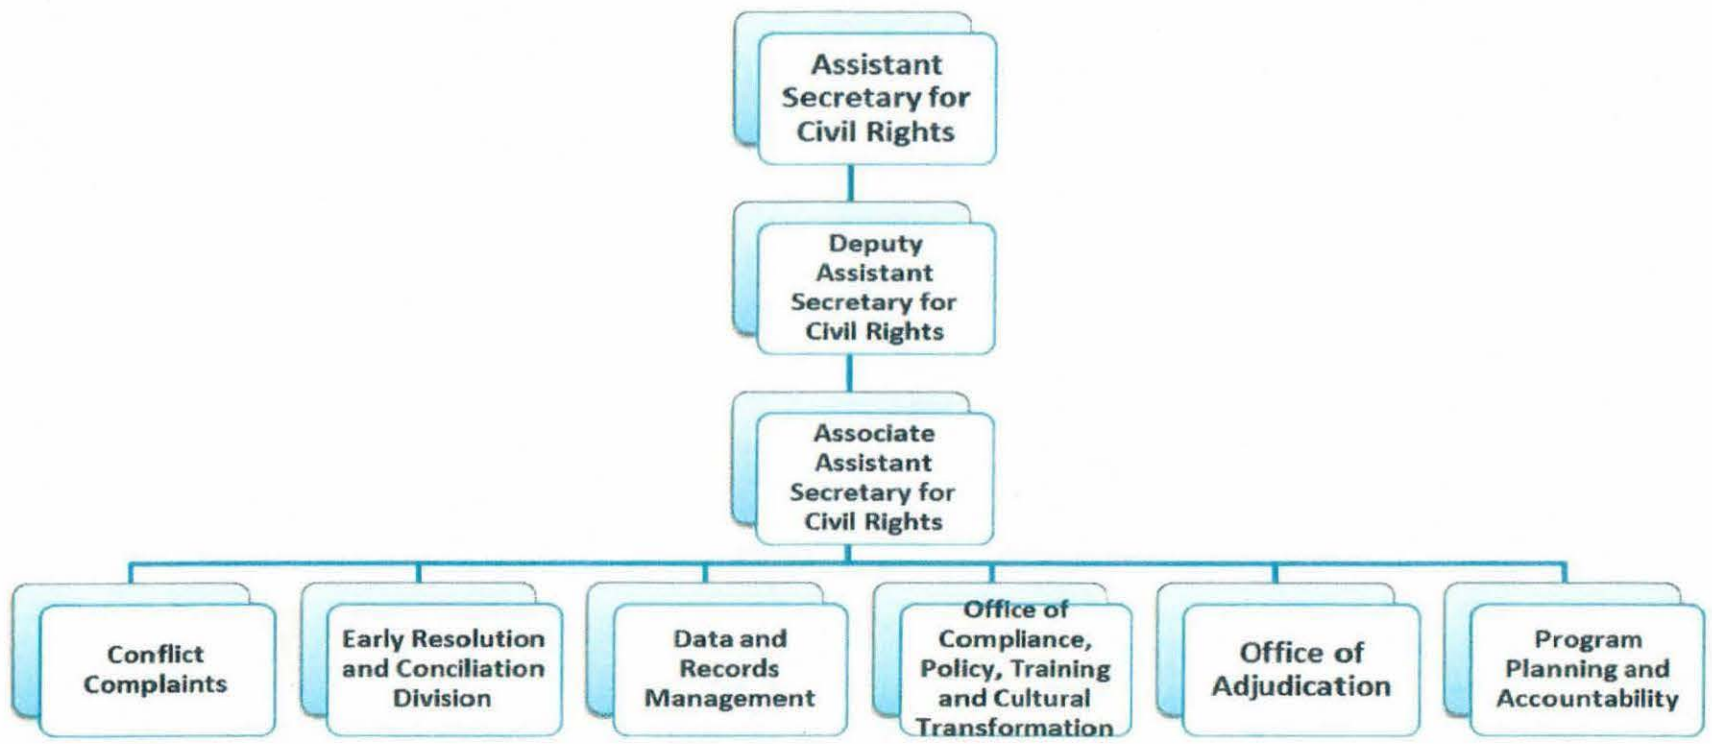 Assistant
Secretary for
Civil Rights
Deputy
Assistant
Secretary for
Civil Rights
Associate
Assistant
Secretary for
Civil Rights
Conflict
Complaints
Early Resolution
and Conciliation
Division
Data and
Records
Management
Office of
Compliance,
Policy, Training
and Cultural
Transformation
Office of
Adjudication
Program
Planning and
Accountability